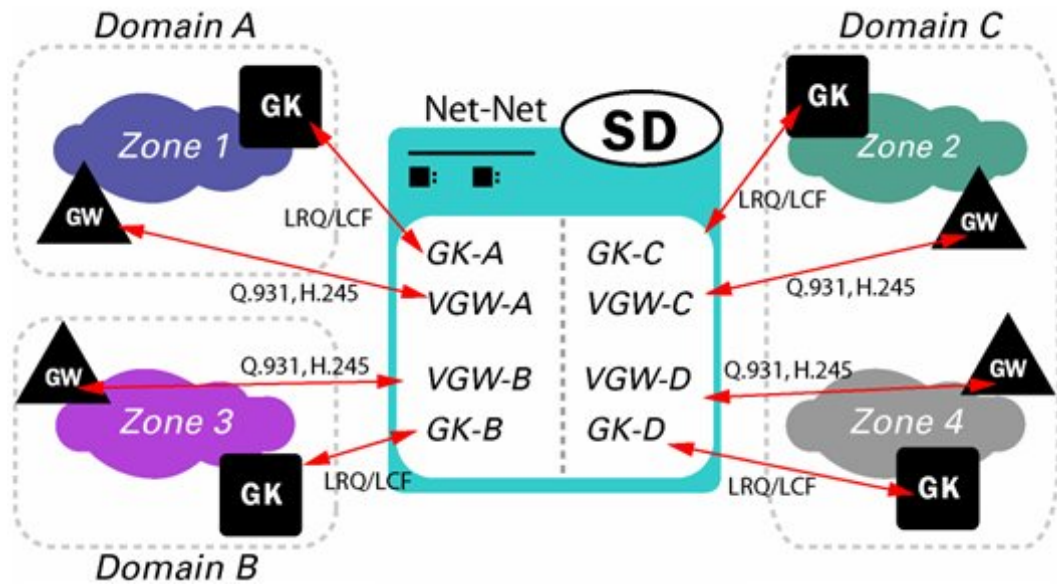 Domain A
Domain C
GK
Zone 1
GW
LRQ/LCF
Q.931, H.245
Net-Net
SD
GK-A
GK-C
VGW-A
VGW-C
VGW-B
VGW-D
GK-B
GK-D
GK
Zone 2
LRQ/LCF
GW
Q.931, H.245
GW
Q.931, H.245
Zone 3
GK
LRQ/LCF
Domain B
Q.931, H.245
GW
Zone 4
LRQ/LCF
GK